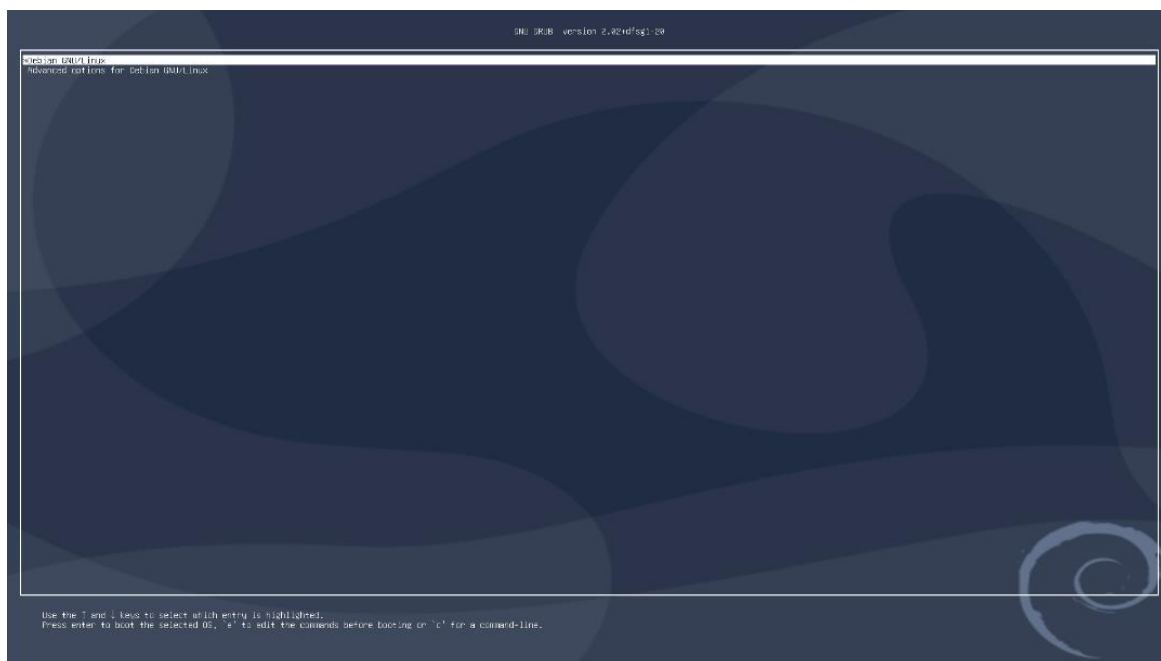 GNU GRUB version 2.02+dfsg1-20
*Debian GNU/Linux
Advanced options for Debian GNU/Linux
Use the ↑ and ↓ keys to select which entry is highlighted.
Press enter to boot the selected OS, `e' to edit the commands before booting or `c' for a command-line.